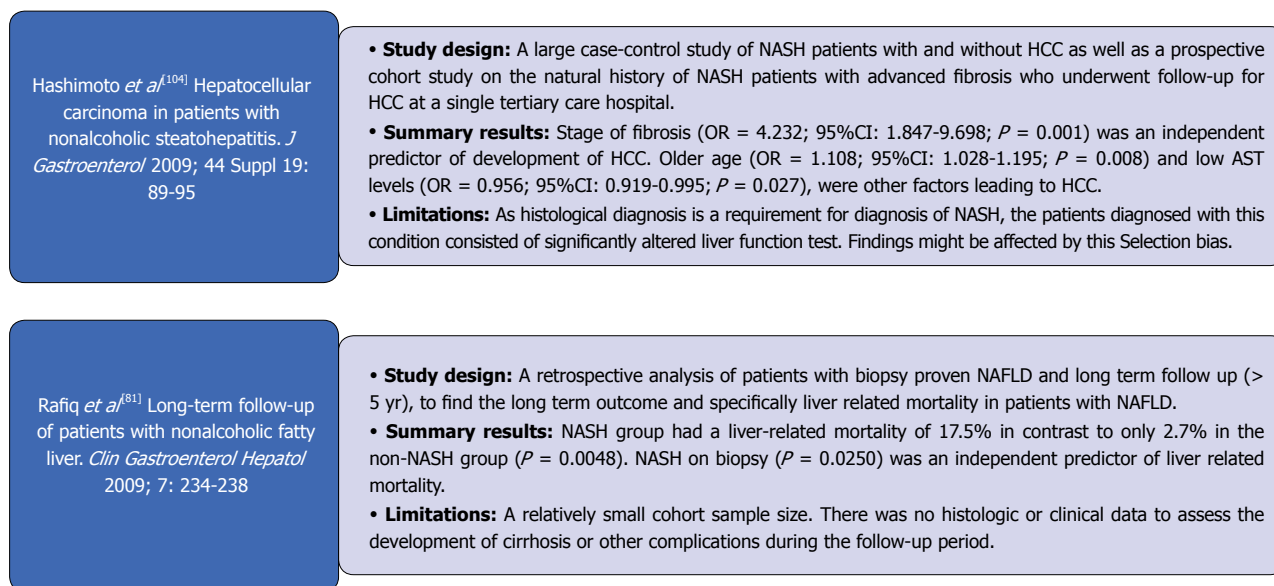 Hashimoto et al[104] Hepatocellular
carcinoma in patients with
nonalcoholic steatohepatitis. J
Gastroenterol 2009; 44 Suppl 19:
89-95
• Study design: A large case-control study of NASH patients with and without HCC as well as a prospective
cohort study on the natural history of NASH patients with advanced fibrosis who underwent follow-up for
HCC at a single tertiary care hospital.
• Summary results: Stage of fibrosis (OR = 4.232; 95%CI: 1.847-9.698; P = 0.001) was an independent
predictor of development of HCC. Older age (OR = 1.108; 95%CI: 1.028-1.195; P = 0.008) and low AST
levels (OR = 0.956; 95%CI: 0.919-0.995; P = 0.027), were other factors leading to HCC.
• Limitations: As histological diagnosis is a requirement for diagnosis of NASH, the patients diagnosed with this
condition consisted of significantly altered liver function test. Findings might be affected by this Selection bias.
Rafiq et al[81] Long-term follow-up
of patients with nonalcoholic fatty
liver. Clin Gastroenterol Hepatol
2009; 7: 234-238
• Study design: A retrospective analysis of patients with biopsy proven NAFLD and long term follow up (>
5 yr), to find the long term outcome and specifically liver related mortality in patients with NAFLD.
• Summary results: NASH group had a liver-related mortality of 17.5% in contrast to only 2.7% in the
non-NASH group (P = 0.0048). NASH on biopsy (P = 0.0250) was an independent predictor of liver related
mortality.
• Limitations: A relatively small cohort sample size. There was no histologic or clinical data to assess the
development of cirrhosis or other complications during the follow-up period.